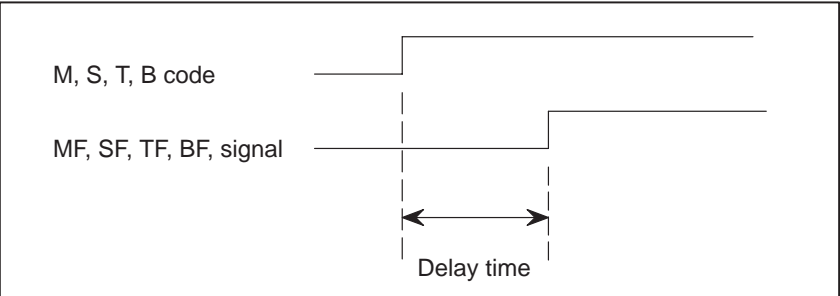 M, S, T, B code
MF, SF, TF, BF, signal
Delay time